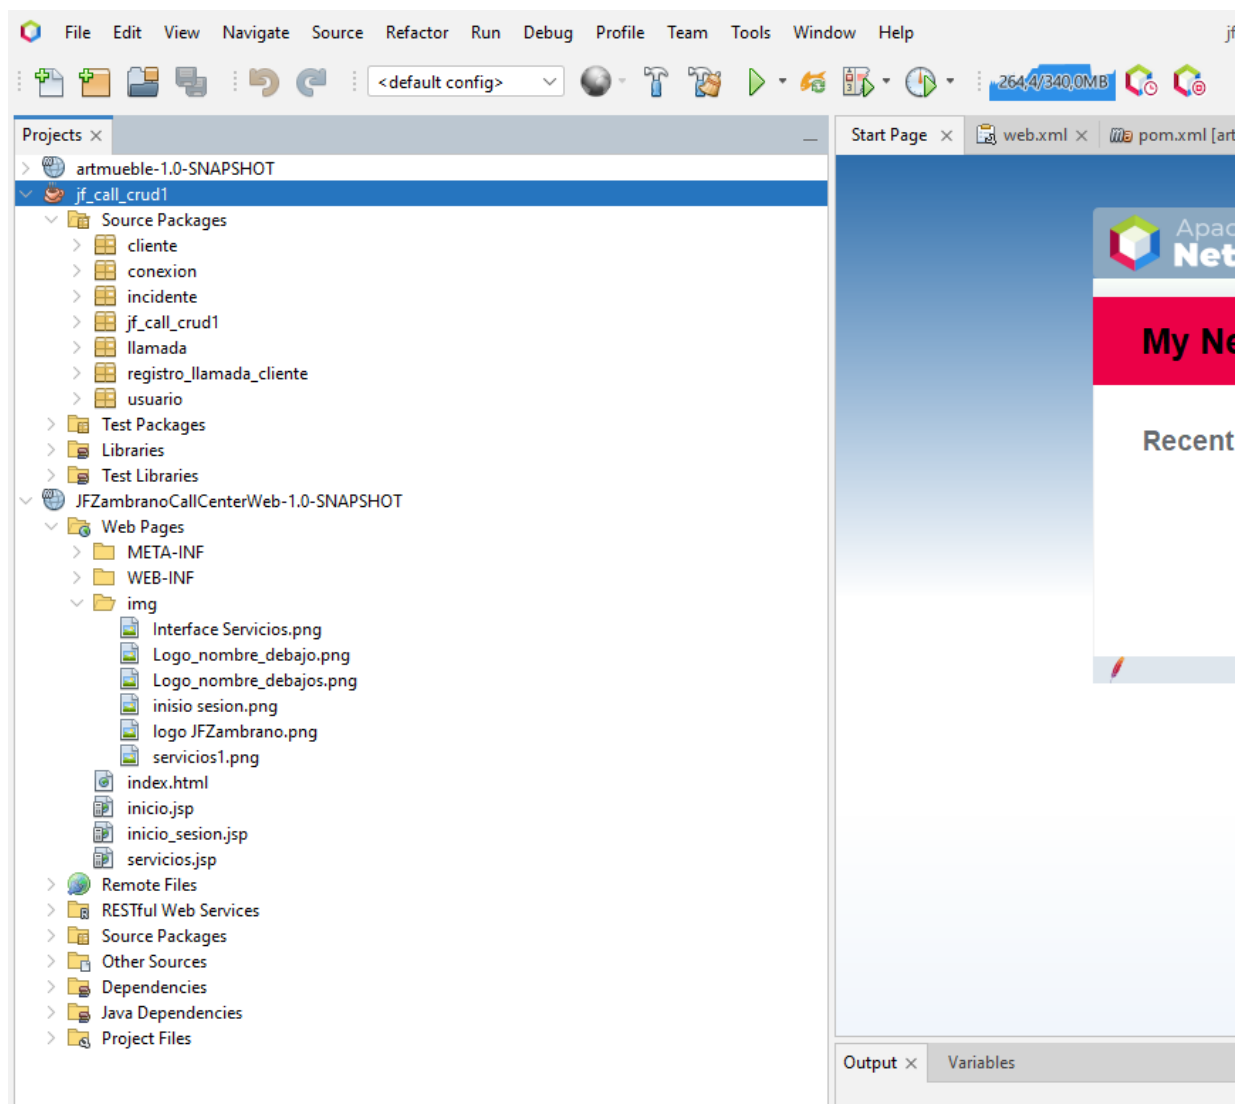 File Edit View Navigate Source Refactor Run Debug Profile Team Tools Window Help
<default config>
264,4/340,0MB
Projects
Start Page web.xml pom.xml [art
artmueble-1.0-SNAPSHOT
jf_call_crud1
Source Packages
cliente
conexion
incidente
jf_call_crud1
llamada
registro_llamada_cliente
usuario
Test Packages
Libraries
Test Libraries
JFZambranoCallCenterWeb-1.0-SNAPSHOT
Web Pages
META-INF
WEB-INF
img
Interface Servicios.png
Logo_nombre_debajo.png
Logo_nombre_debajos.png
inisio sesion.png
logo JFZambrano.png
servicios1.png
index.html
inicio.jsp
inicio_sesion.jsp
servicios.jsp
Remote Files
RESTful Web Services
Source Packages
Other Sources
Dependencies
Java Dependencies
Project Files
Apac
Net
My Ne
Recent
Output Variables